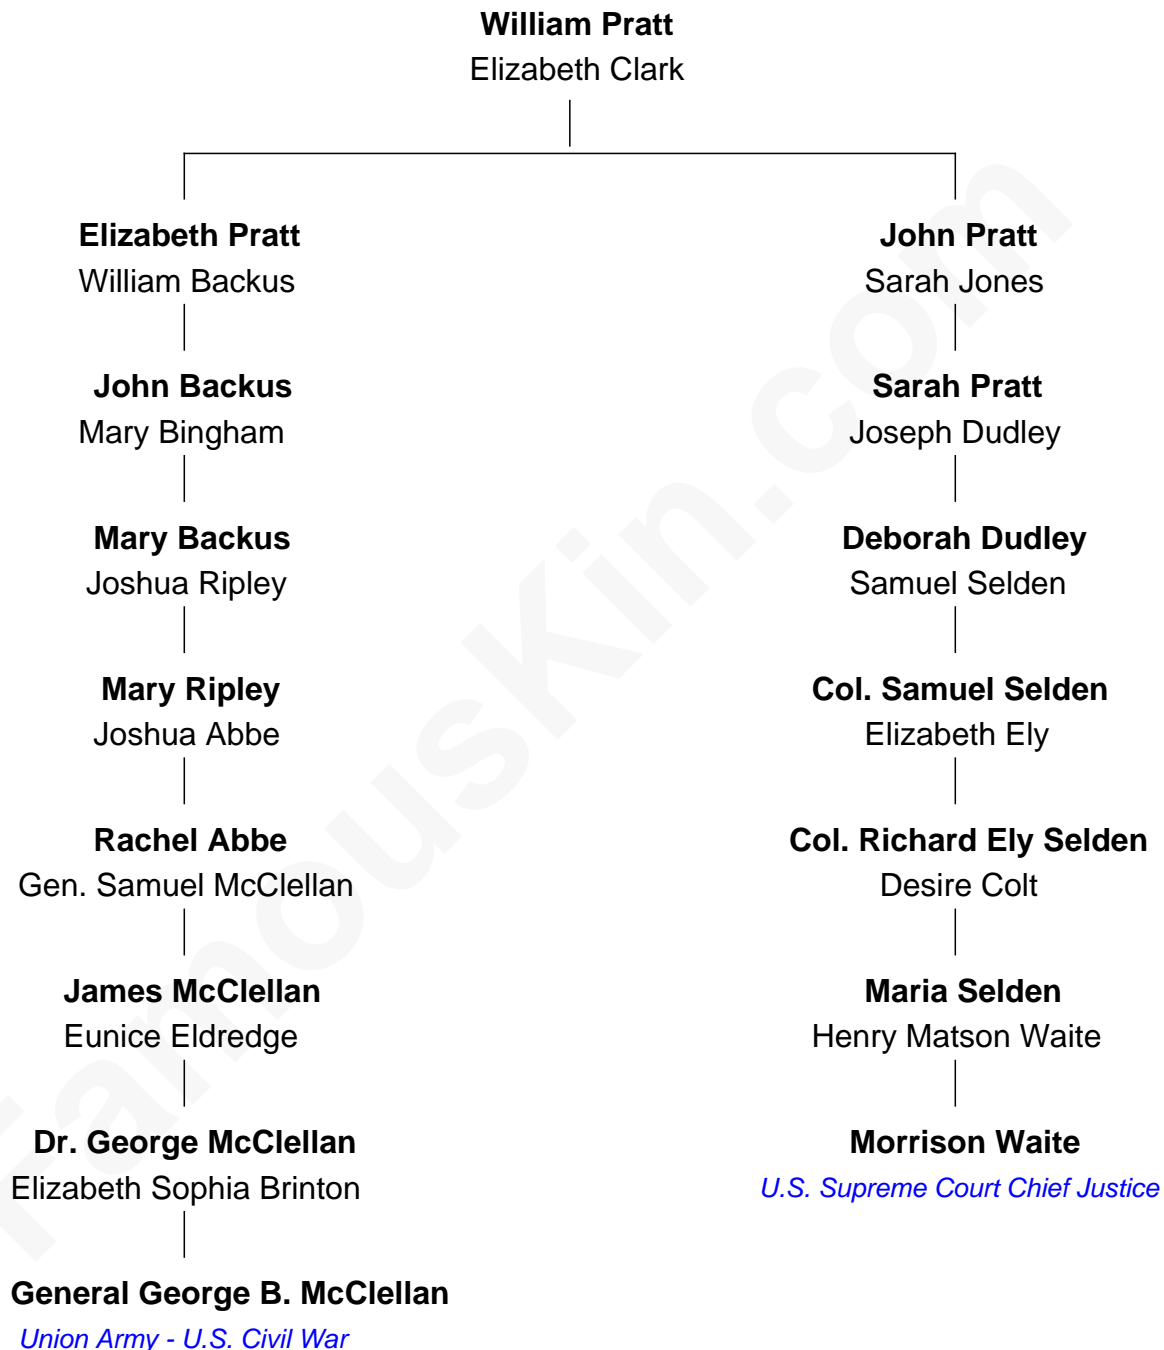 William Pratt
Elizabeth Clark
Elizabeth Pratt
William Backus
John Pratt
Sarah Jones
John Backus
Mary Bingham
Sarah Pratt
Joseph Dudley
Mary Backus
Joshua Ripley
Deborah Dudley
Samuel Selden
Mary Ripley
Joshua Abbe
Col. Samuel Selden
Elizabeth Ely
Rachel Abbe
Gen. Samuel McClellan
Col. Richard Ely Selden
Desire Colt
James McClellan
Eunice Eldredge
Maria Selden
Henry Matson Waite
Dr. George McClellan
Elizabeth Sophia Brinton
Morrison Waite
U.S. Supreme Court Chief Justice
General George B. McClellan
Union Army - U.S. Civil War
FamousKin.com